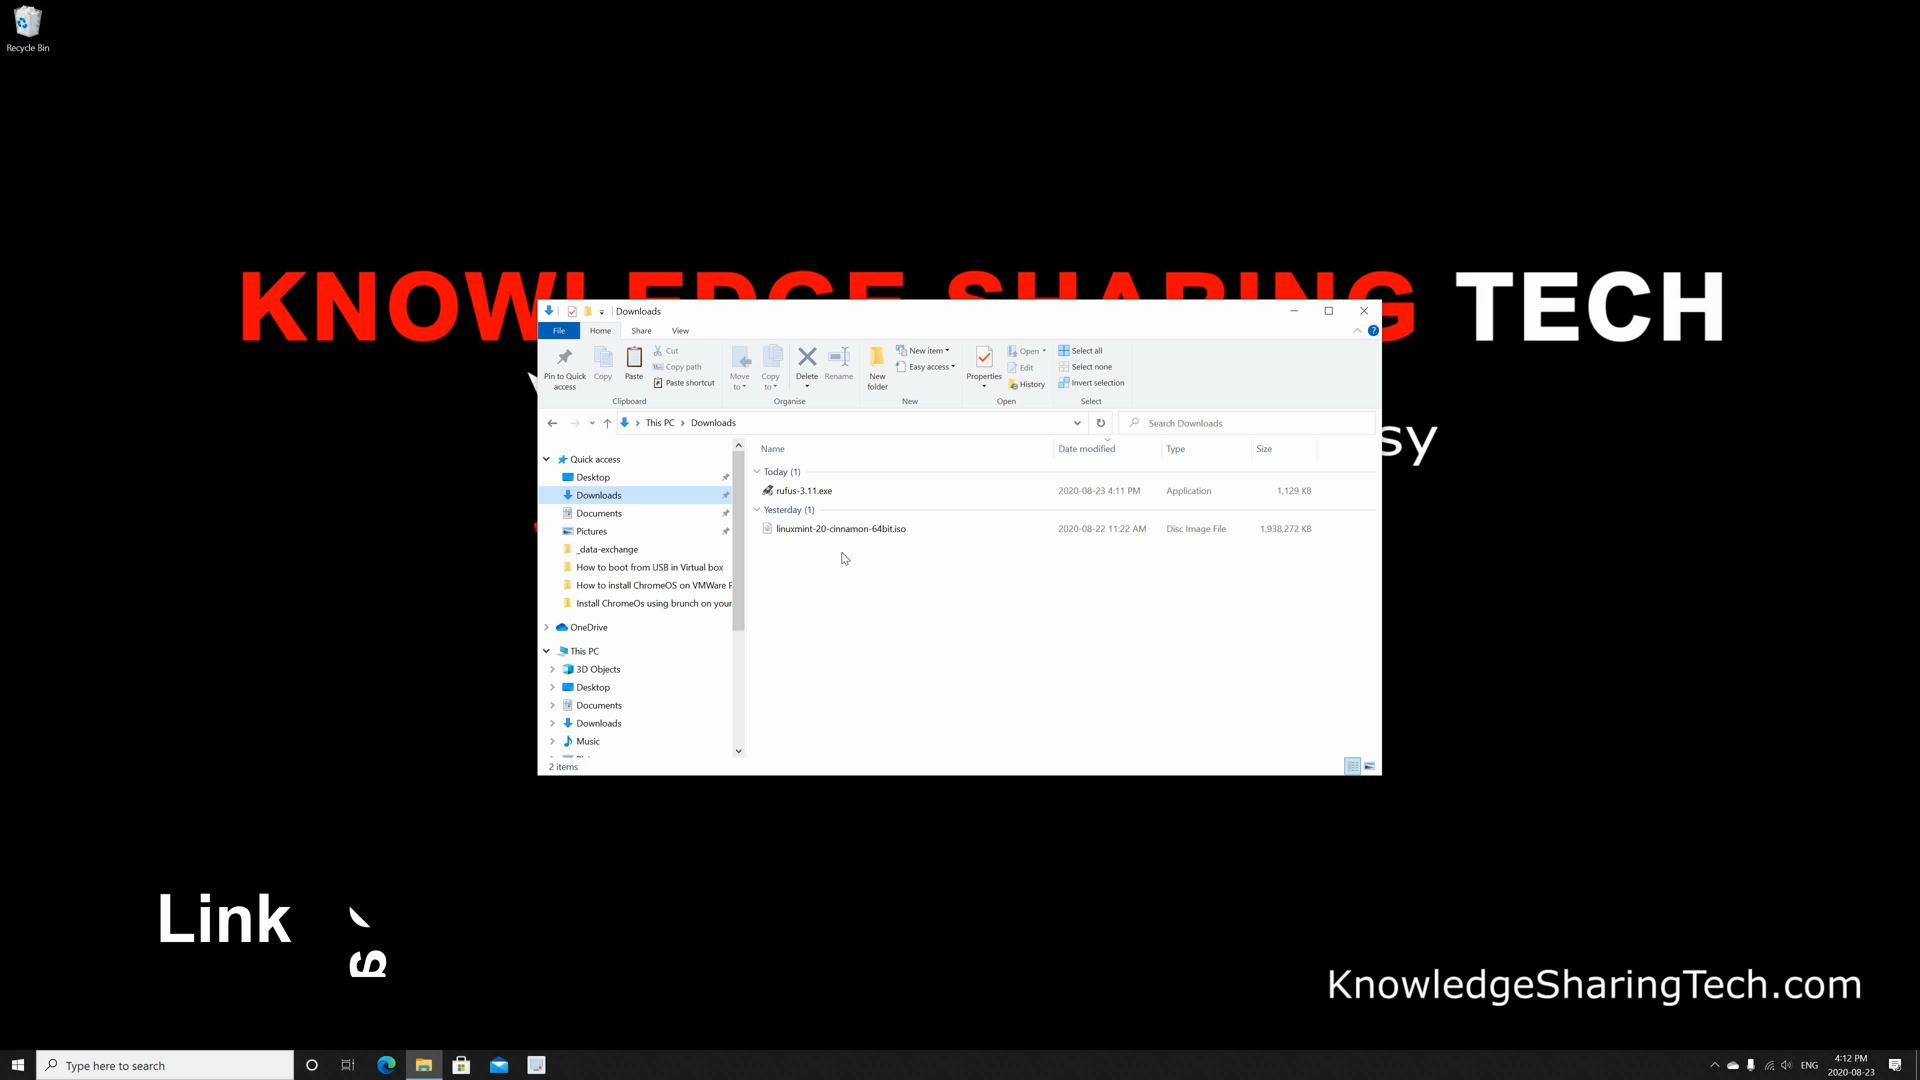 Recycle Bin
KNOWLEDGE SHARING TECH
Downloads
File Home Share View
Pin to Quick access
Copy
Paste
Cut
Copy path
Paste shortcut
Clipboard
Move to
Copy to
Delete
Rename
Organise
New folder
New item
Easy access
New
Properties
Open
Edit
History
Open
Select all
Select none
Invert selection
Select
This PC > Downloads
Search Downloads
sy
Quick access
Desktop
Downloads
Documents
Pictures
_data-exchange
How to boot from USB in Virtual box
How to install ChromeOS on VMWare P
Install ChromeOs using brunch on your
OneDrive
This PC
3D Objects
Desktop
Documents
Downloads
Music
Name Date modified Type Size
Today (1)
rufus-3.11.exe 2020-08-23 4:11 PM Application 1,129 KB
Yesterday (1)
linuxmint-20-cinnamon-64bit.iso 2020-08-22 11:22 AM Disc Image File 1,938,272 KB
2 items
Link
KnowledgeSharingTech.com
Type here to search
ENG
4:12 PM
2020-08-23